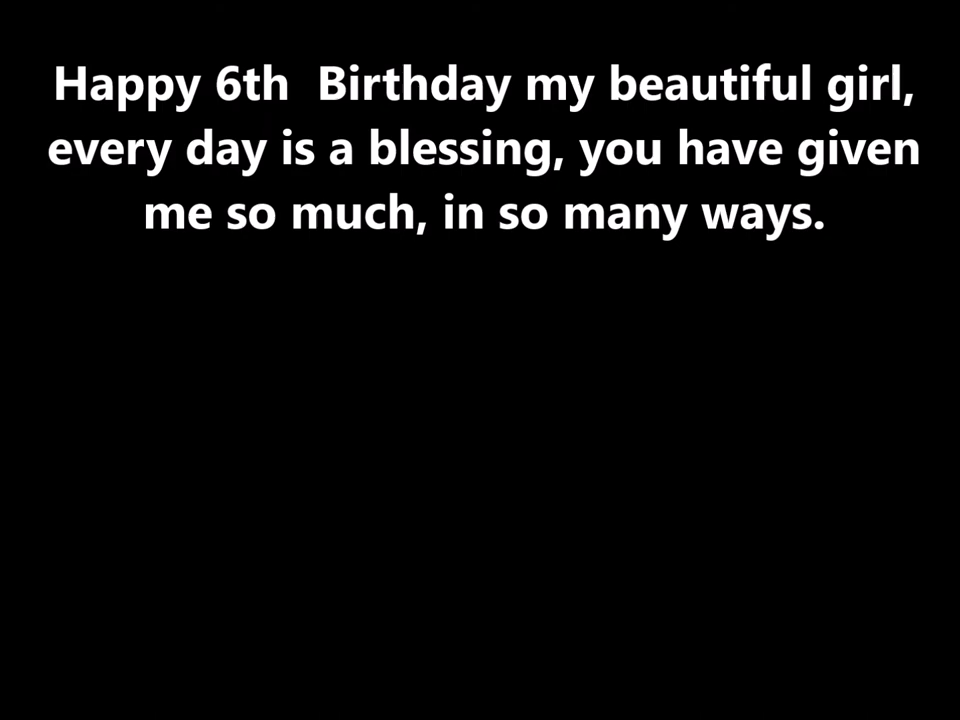 Happy 6th  Birthday my beautiful girl,
every day is a blessing, you have given
me so much, in so many ways.